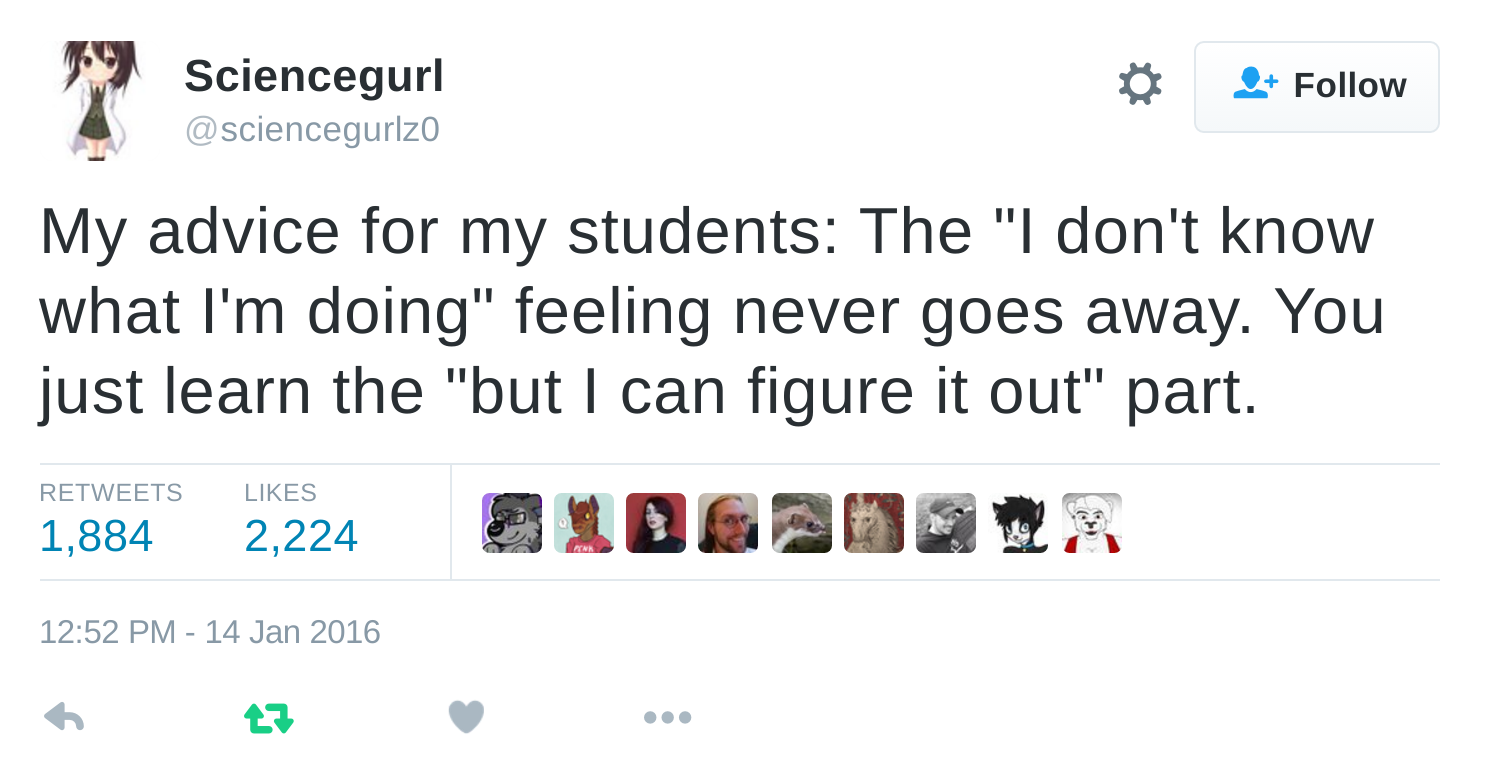 Sciencegurl
@sciencegurlz0
Follow
My advice for my students: The "I don't know
what I'm doing" feeling never goes away. You
just learn the "but I can figure it out" part.
RETWEETS LIKES
1,884 2,224
12:52 PM - 14 Jan 2016